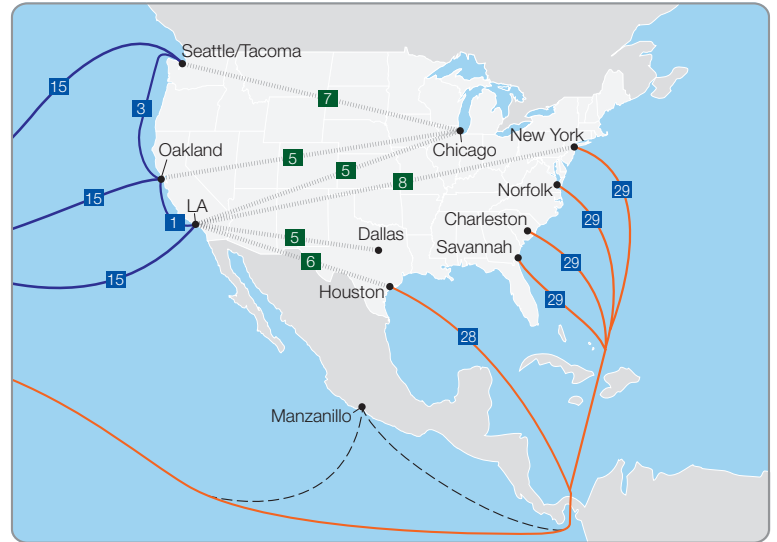 Seattle/Tacoma
15
7
3
New York
Oakland
5
Chicago
5
8
29
15
Norfolk
LA
1
29
Charleston
5
Dallas
Savannah
6
29
15
Houston
29
28
Manzanillo